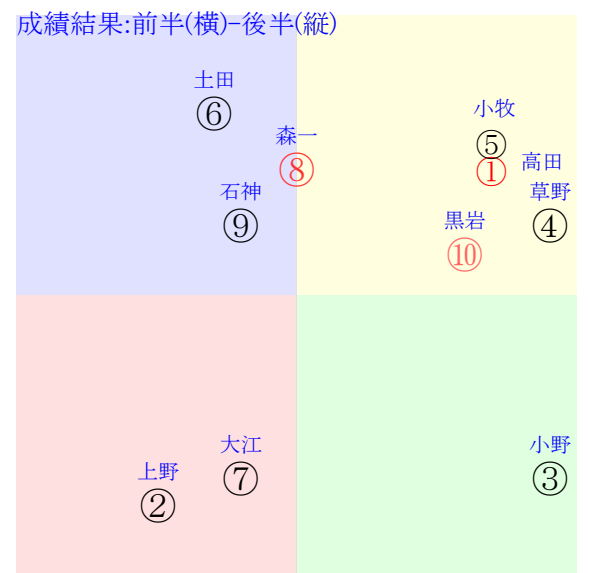 成績結果:前半(横)-後半(縦)
土田
⑥
小牧
⑤
森一
⑧
高田
①
石神
⑨
草野
④
黒岩
⑩
大江
⑦
小野
③
上野
②